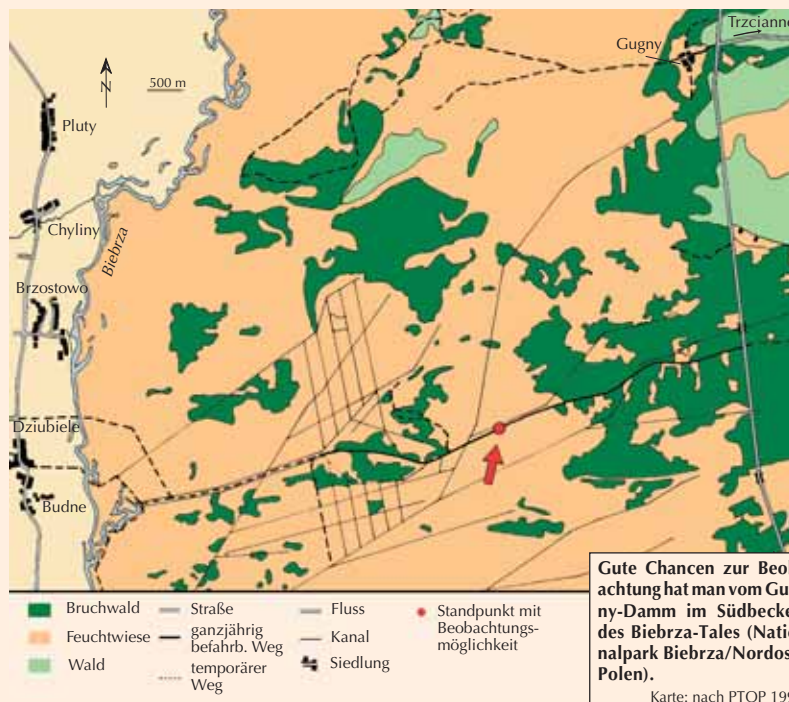 Trzcianne
Gugny
N
500 m
Pluty
Chyliny
Biebrza
Brzostowo
Dziubiele
Budne
Bruchwald
Feuchtwiese
Wald
Straße
ganzjährig
befahrb. Weg
temporärer
Weg
Fluss
Kanal
Siedlung
Standpunkt mit
Beobachtungs-
möglichkeit
Gute Chancen zur Beob
achtung hat man vom Gu
ny-Damm im Südbecke
des Biebrza-Tales (Natio
nalpark Biebrza/Nordos
Polen).
Karte: nach PTOP 199